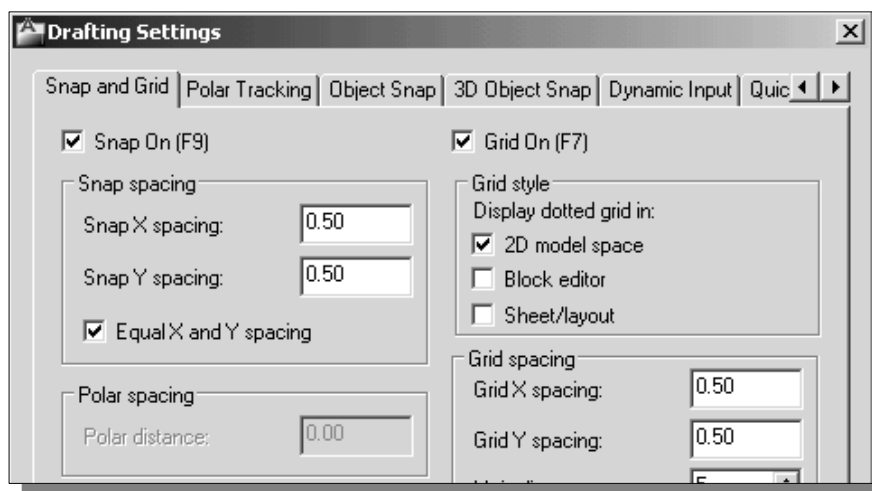 Drafting Settings
Snap and Grid Polar Tracking Object Snap 3D Object Snap Dynamic Input Quic
Snap On (F9)
Snap spacing
Snap X spacing: 0.50
Snap Y spacing: 0.50
Equal X and Y spacing
Polar spacing
Polar distance: 0.00
Grid On (F7)
Grid style
Display dotted grid in:
2D model space
Block editor
Sheet/layout
Grid spacing
Grid X spacing: 0.50
Grid Y spacing: 0.50